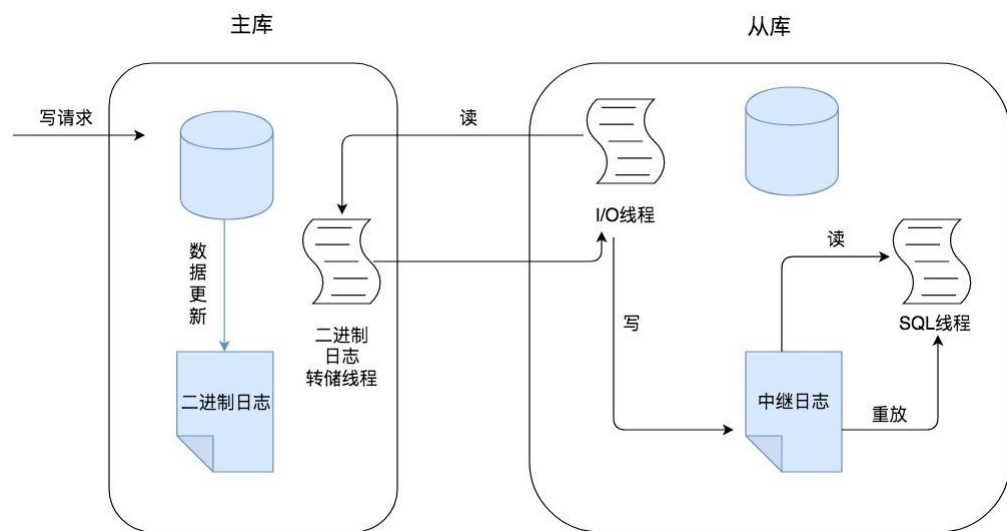 主库
从库
写请求
读
I/O线程
数
据
更
新
读
写
SQL线程
二进制
日志
转储线程
二进制日志
中继日志
重放